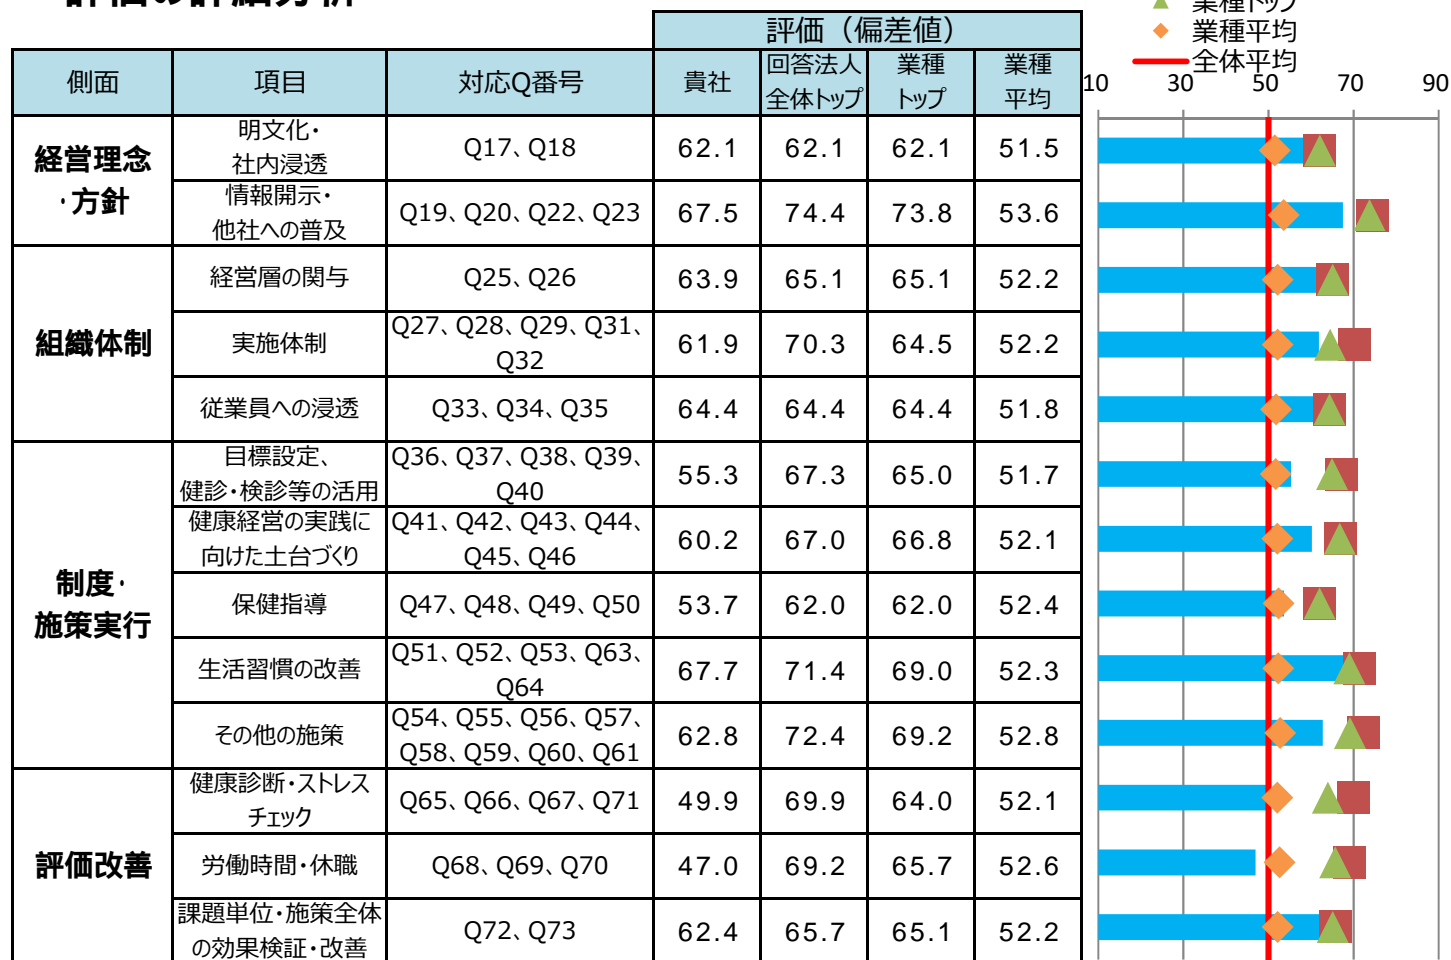 評価の詳細分析
業種トップ
業種平均
全体平均
評価（偏差値）
側面 項目 対応Q番号 貴社 回答法人 業種 業種
全体トップ トップ 平均
10 30 50 70 90
経営理念
・方針
明文化・
社内浸透
Q17、Q18 62.1 62.1 62.1 51.5
情報開示・
他社への普及
Q19、Q20、Q22、Q23 67.5 74.4 73.8 53.6
組織体制
経営層の関与 Q25、Q26 63.9 65.1 65.1 52.2
実施体制
Q27、Q28、Q29、Q31、
Q32
61.9 70.3 64.5 52.2
従業員への浸透 Q33、Q34、Q35 64.4 64.4 64.4 51.8
制度・
施策実行
目標設定、
健診・検診等の活用
Q36、Q37、Q38、Q39、
Q40
55.3 67.3 65.0 51.7
健康経営の実践に
向けた土台づくり
Q41、Q42、Q43、Q44、
Q45、Q46
60.2 67.0 66.8 52.1
保健指導 Q47、Q48、Q49、Q50 53.7 62.0 62.0 52.4
生活習慣の改善
Q51、Q52、Q53、Q63、
Q64
67.7 71.4 69.0 52.3
その他の施策
Q54、Q55、Q56、Q57、
Q58、Q59、Q60、Q61
62.8 72.4 69.2 52.8
評価改善
健康診断・ストレス
チェック
Q65、Q66、Q67、Q71 49.9 69.9 64.0 52.1
労働時間・休職 Q68、Q69、Q70 47.0 69.2 65.7 52.6
課題単位・施策全体
の効果検証・改善
Q72、Q73 62.4 65.7 65.1 52.2